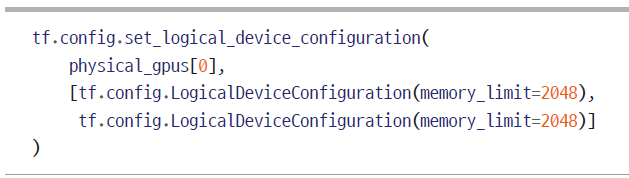 tf.config.set_logical_device_configuration(
    physical_gpus[0],
    [tf.config.LogicalDeviceConfiguration(memory_limit=2048),
     tf.config.LogicalDeviceConfiguration(memory_limit=2048)]
)